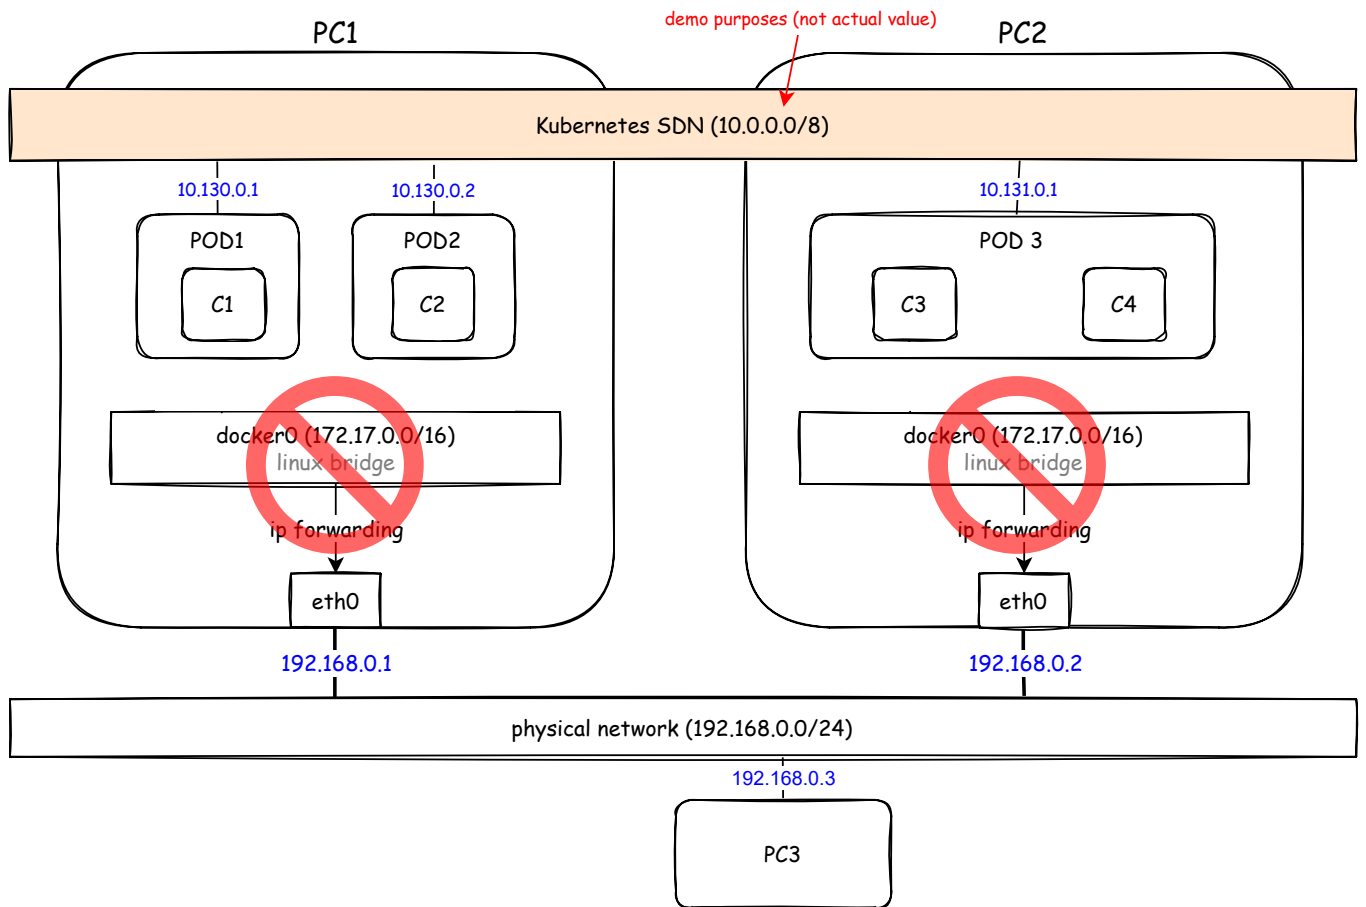 demo purposes (not actual value)
PC1
PC2
Kubernetes SDN (10.0.0.0/8)
10.130.0.1
10.130.0.2
10.131.0.1
POD1
POD2
POD 3
C1
C2
C3
C4
docker0 (172.17.0.0/16)
linux bridge
docker0 (172.17.0.0/16)
linux bridge
ip forwarding
ip forwarding
eth0
eth0
192.168.0.1
192.168.0.2
physical network (192.168.0.0/24)
192.168.0.3
PC3